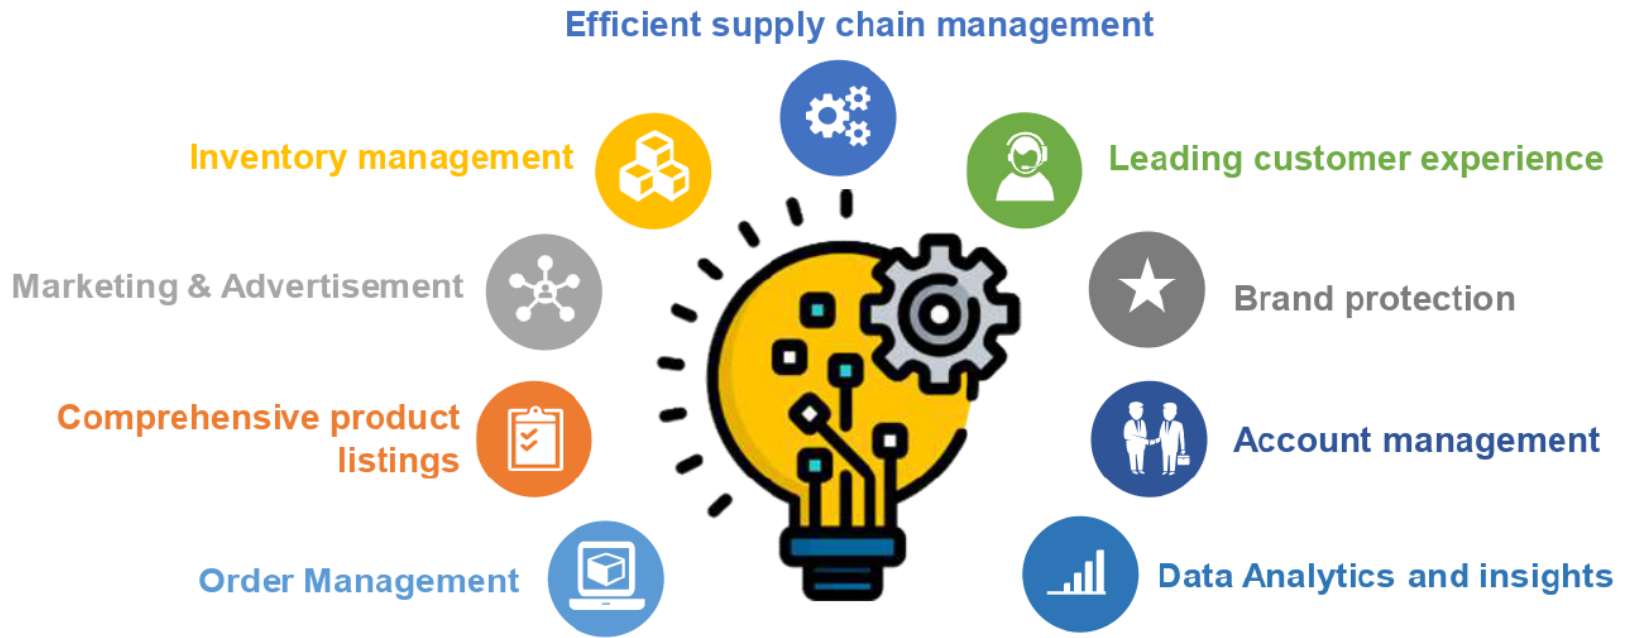 Efficient supply chain management
Inventory management
Leading customer experience
Marketing & Advertisement
Brand protection
Comprehensive product
listings
Account management
Order Management
Data Analytics and insights